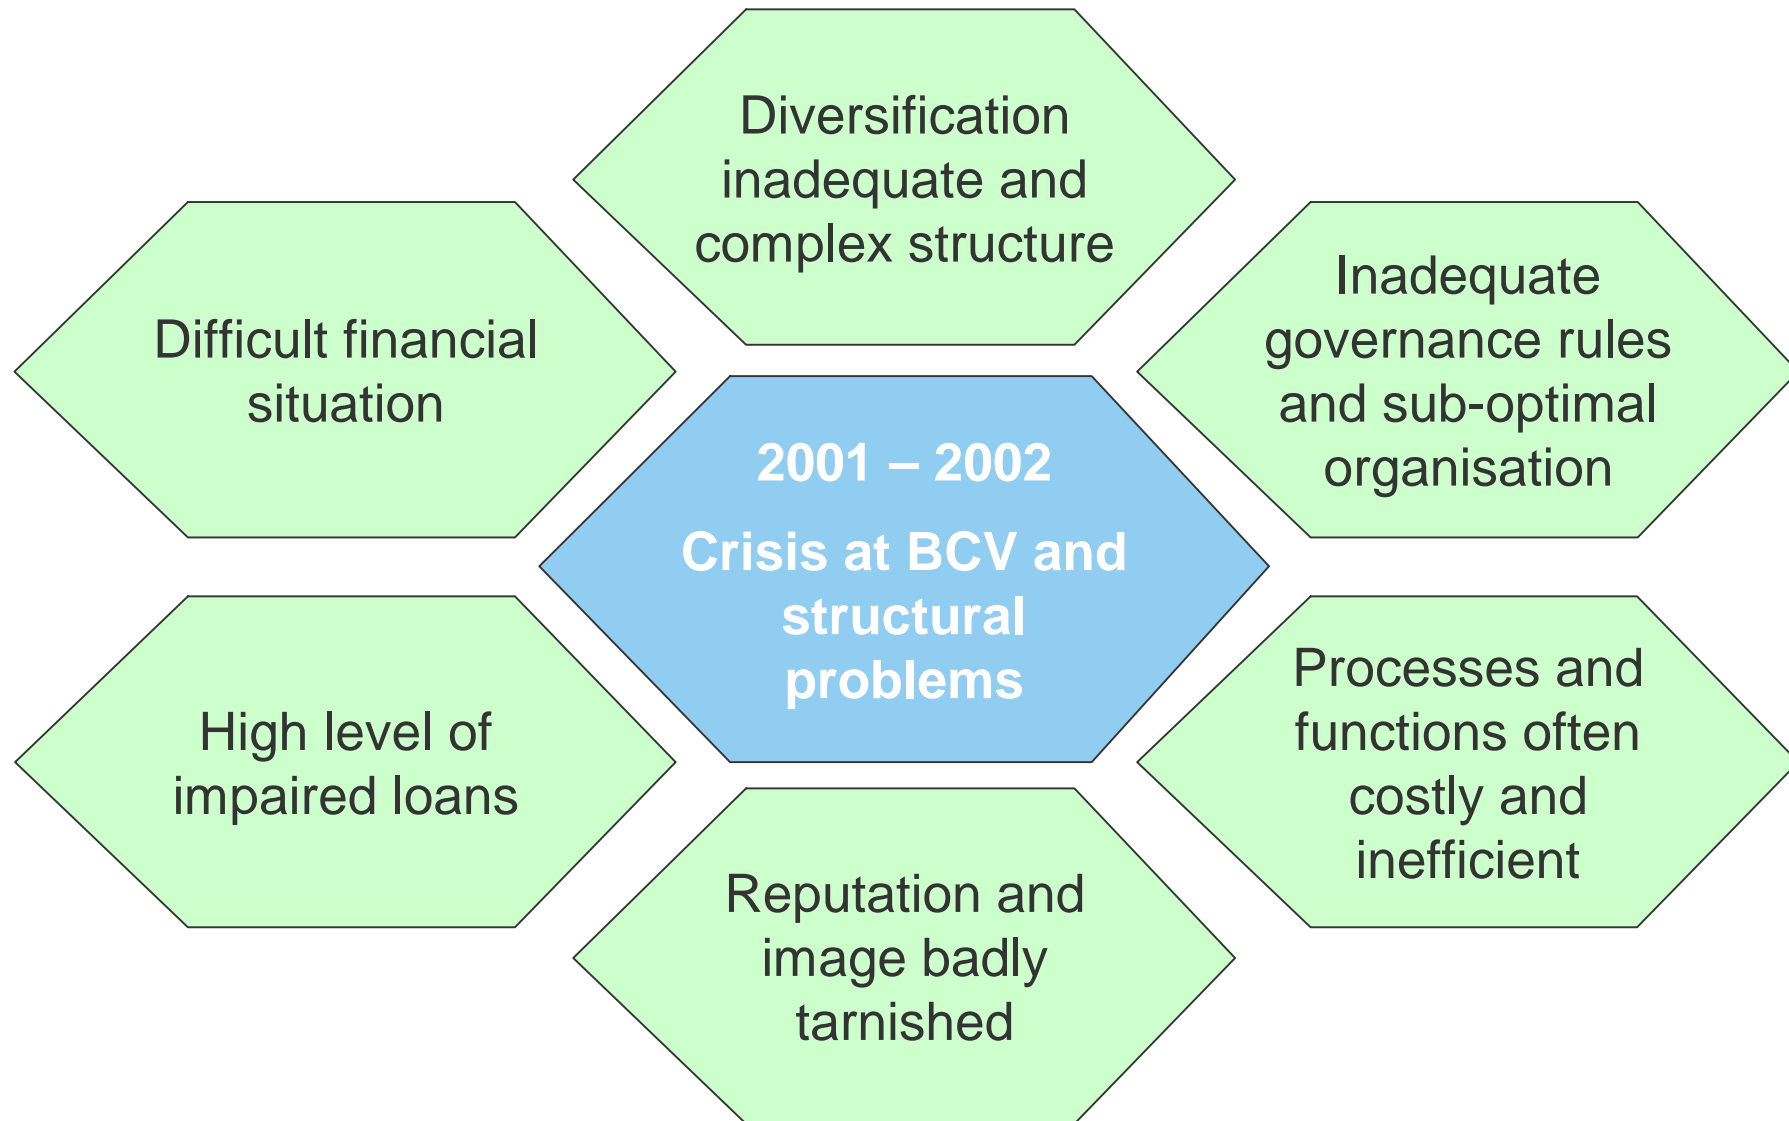 Diversification
inadequate and
complex structure
Inadequate
governance rules
and sub-optimal
organisation
Difficult financial
situation
2001 – 2002
Crisis at BCV and
structural
problems
Processes and
functions often
costly and
inefficient
High level of
impaired loans
Reputation and
image badly
tarnished